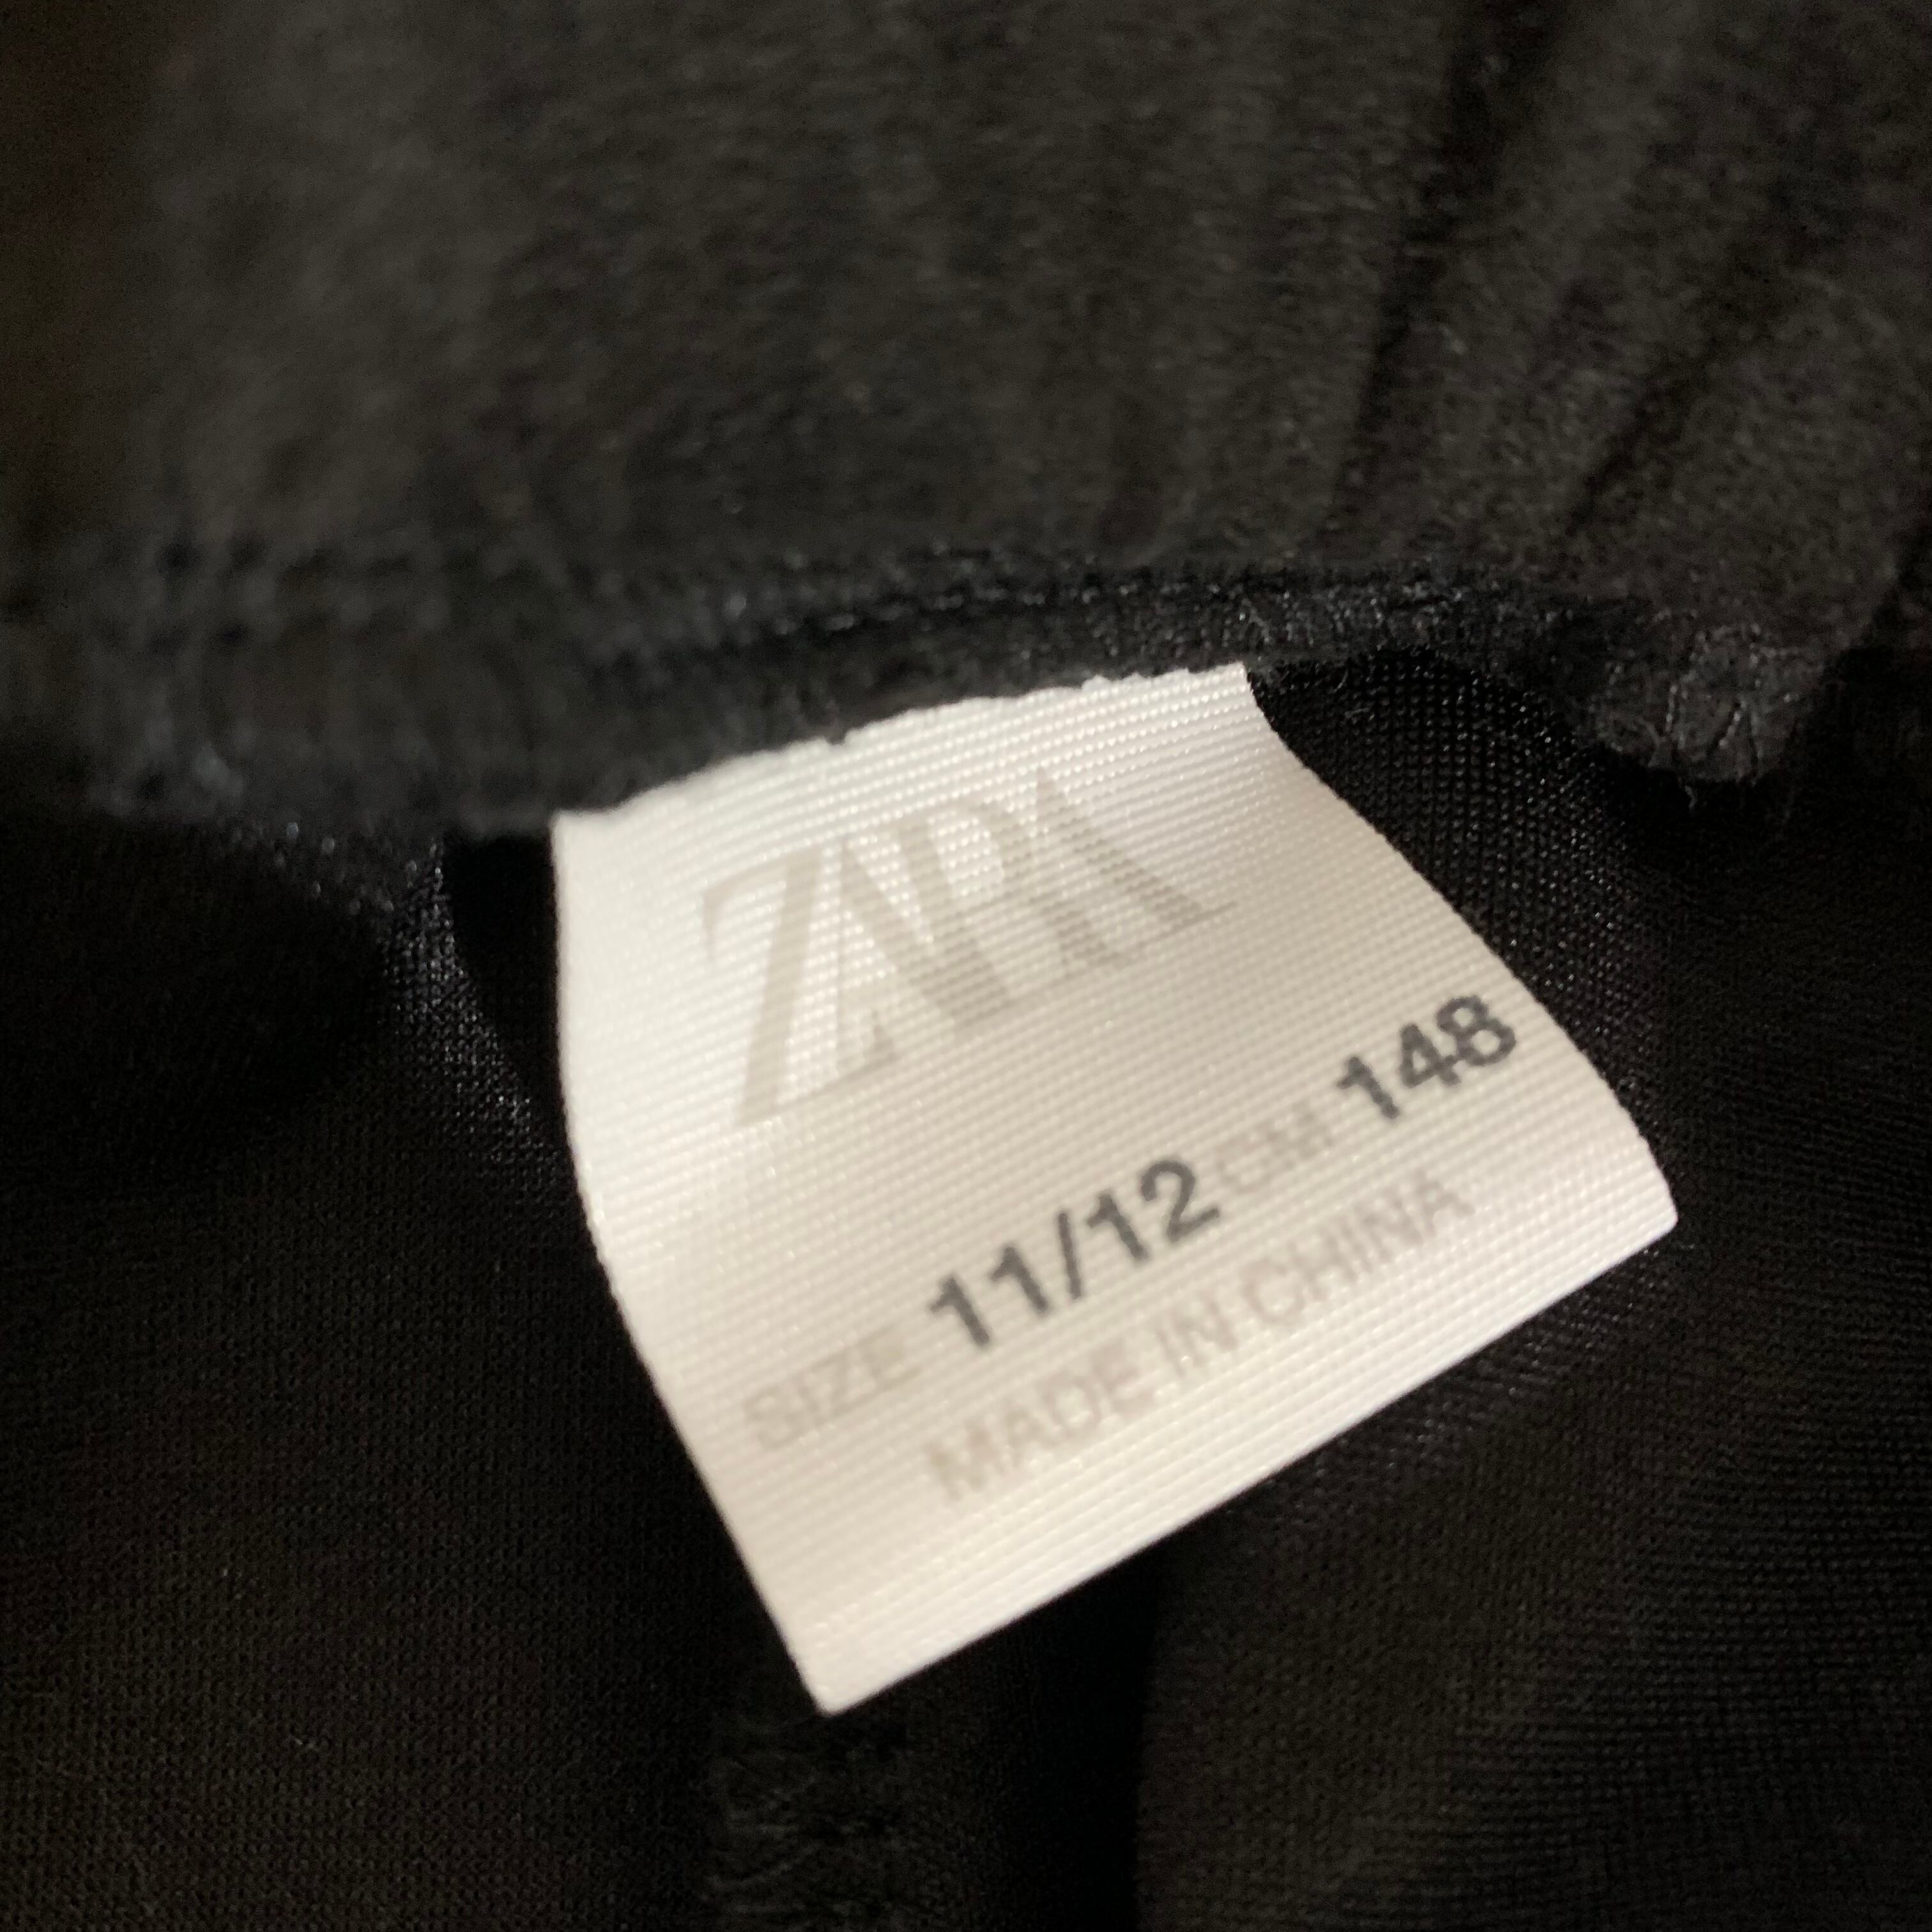 ZARA
SIZE 11/12 CM 148
MADE IN CHINA